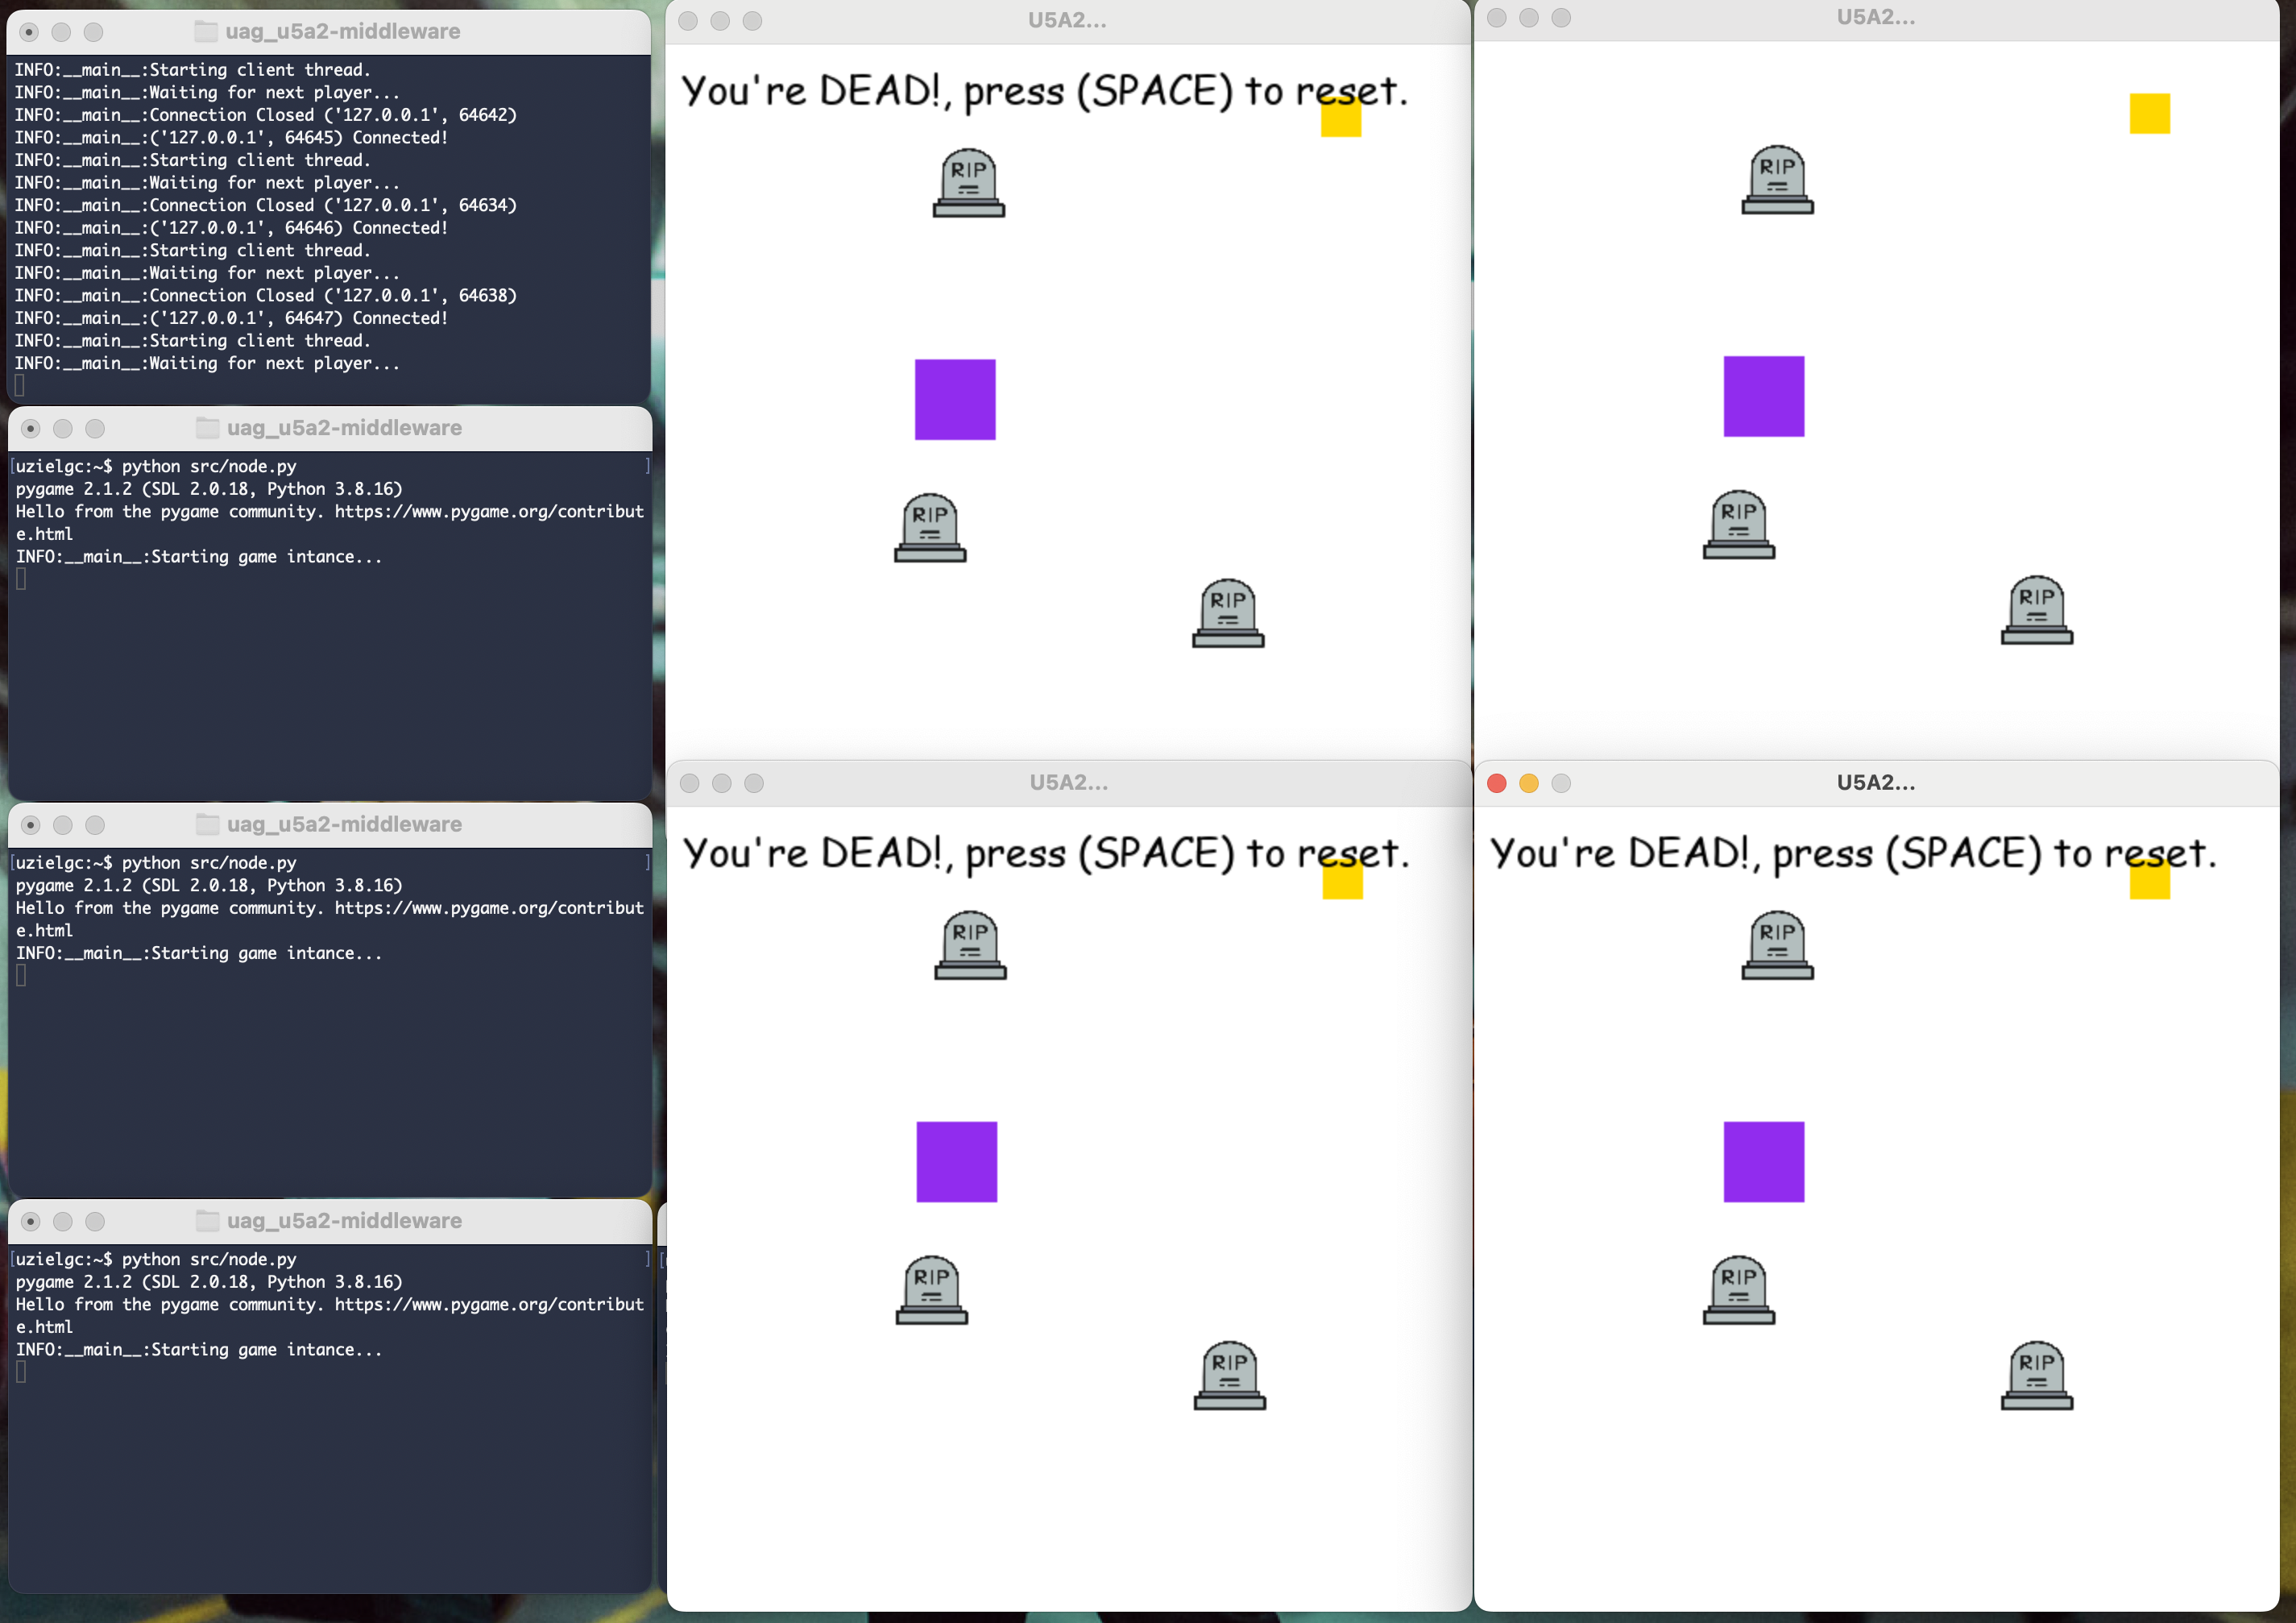 uag_u5a2-middleware
INFO:__main__:Starting client thread.
INFO:__main__:Waiting for next player...
INFO:__main__:Connection Closed ('127.0.0.1', 64642)
INFO:__main__:('127.0.0.1', 64645) Connected!
INFO:__main__:Starting client thread.
INFO:__main__:Waiting for next player...
INFO:__main__:Connection Closed ('127.0.0.1', 64634)
INFO:__main__:('127.0.0.1', 64646) Connected!
INFO:__main__:Starting client thread.
INFO:__main__:Waiting for next player...
INFO:__main__:Connection Closed ('127.0.0.1', 64638)
INFO:__main__:('127.0.0.1', 64647) Connected!
INFO:__main__:Starting client thread.
INFO:__main__:Waiting for next player...
uag_u5a2-middleware
[uzielgc:~$ python src/node.py ]
pygame 2.1.2 (SDL 2.0.18, Python 3.8.16)
Hello from the pygame community. https://www.pygame.org/contribut
e.html
INFO:__main__:Starting game intance...
uag_u5a2-middleware
[uzielgc:~$ python src/node.py ]
pygame 2.1.2 (SDL 2.0.18, Python 3.8.16)
Hello from the pygame community. https://www.pygame.org/contribut
e.html
INFO:__main__:Starting game intance...
uag_u5a2-middleware
[uzielgc:~$ python src/node.py ]
pygame 2.1.2 (SDL 2.0.18, Python 3.8.16)
Hello from the pygame community. https://www.pygame.org/contribut
e.html
INFO:__main__:Starting game intance...
U5A2...
You're DEAD!, press (SPACE) to reset.
RIP
RIP
RIP
U5A2...
RIP
RIP
RIP
U5A2...
You're DEAD!, press (SPACE) to reset.
RIP
RIP
RIP
U5A2...
You're DEAD!, press (SPACE) to reset.
RIP
RIP
RIP